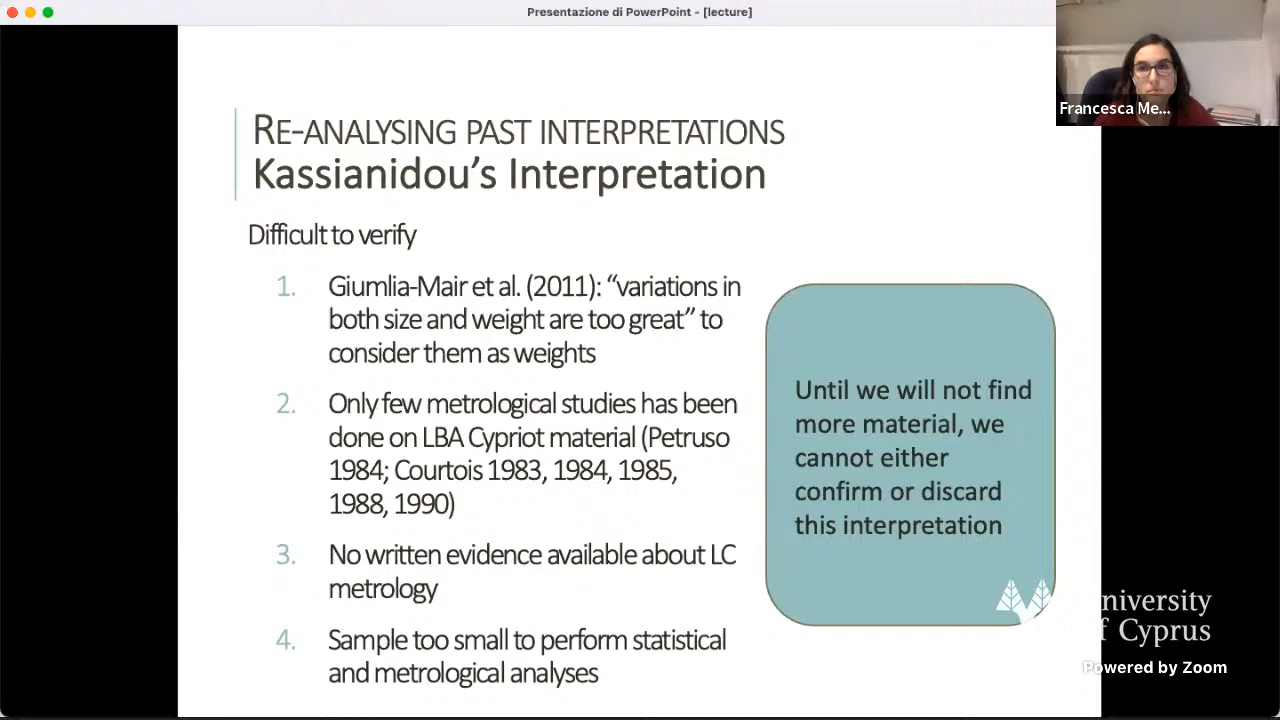 Presentazione di PowerPoint - [lecture]
Francesca Me...
RE-ANALYSING PAST INTERPRETATIONS
Kassianidou’s Interpretation
Difficult to verify
1. Giumlia-Mair et al. (2011): “variations in
both size and weight are too great” to
consider them as weights
2. Only few metrological studies has been
done on LBA Cypriot material (Petruso
1984; Courtois 1983, 1984, 1985,
1988, 1990)
3. No written evidence available about LC
metrology
4. Sample too small to perform statistical
and metrological analyses
Until we will not find
more material, we
cannot either
confirm or discard
this interpretation
University
of Cyprus
Powered by Zoom